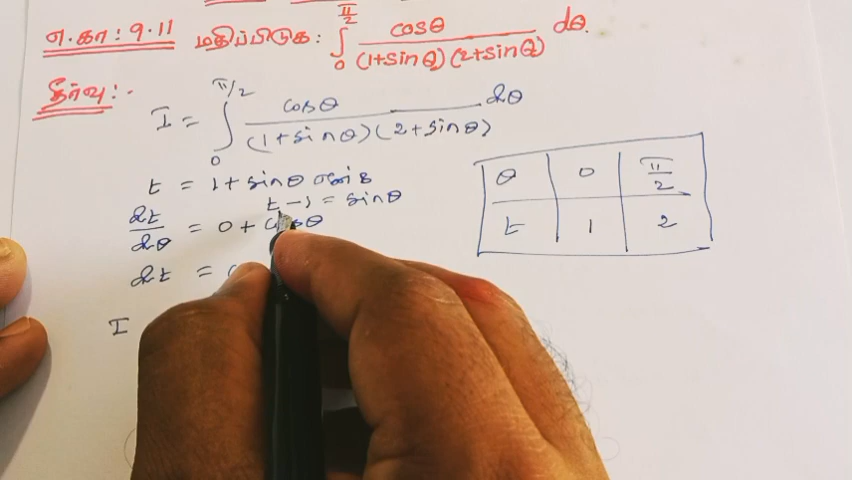 எ.கா: 9.11 மதிப்பிடுக: ∫₀^{π/2} cosθ / (1+sinθ)(2+sinθ) dθ.
தீர்வு:-
I = ∫₀^{π/2} cosθ / (1+sinθ)(2+sinθ) dθ
t = 1+sinθ என்க
t-1 = sinθ
dt/dθ = 0 + cosθ
dt =
I
θ 0 π/2
t 1 2